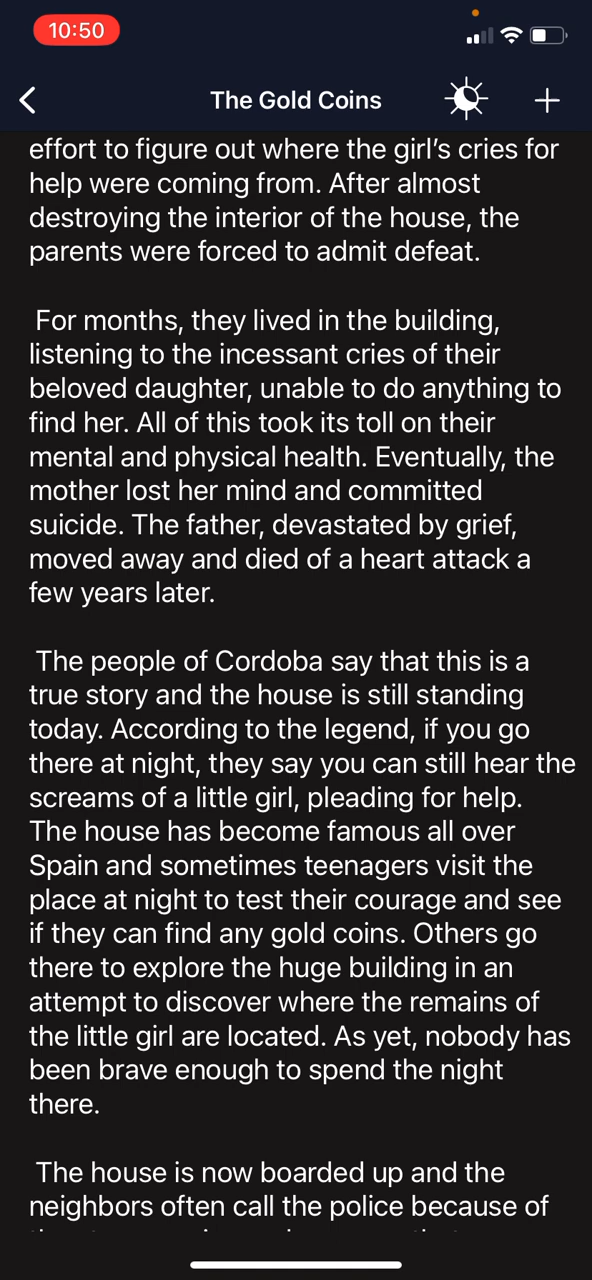 10:50
The Gold Coins
effort to figure out where the girl’s cries for
help were coming from. After almost
destroying the interior of the house, the
parents were forced to admit defeat.
For months, they lived in the building,
listening to the incessant cries of their
beloved daughter, unable to do anything to
find her. All of this took its toll on their
mental and physical health. Eventually, the
mother lost her mind and committed
suicide. The father, devastated by grief,
moved away and died of a heart attack a
few years later.
The people of Cordoba say that this is a
true story and the house is still standing
today. According to the legend, if you go
there at night, they say you can still hear the
screams of a little girl, pleading for help.
The house has become famous all over
Spain and sometimes teenagers visit the
place at night to test their courage and see
if they can find any gold coins. Others go
there to explore the huge building in an
attempt to discover where the remains of
the little girl are located. As yet, nobody has
been brave enough to spend the night
there.
The house is now boarded up and the
neighbors often call the police because of